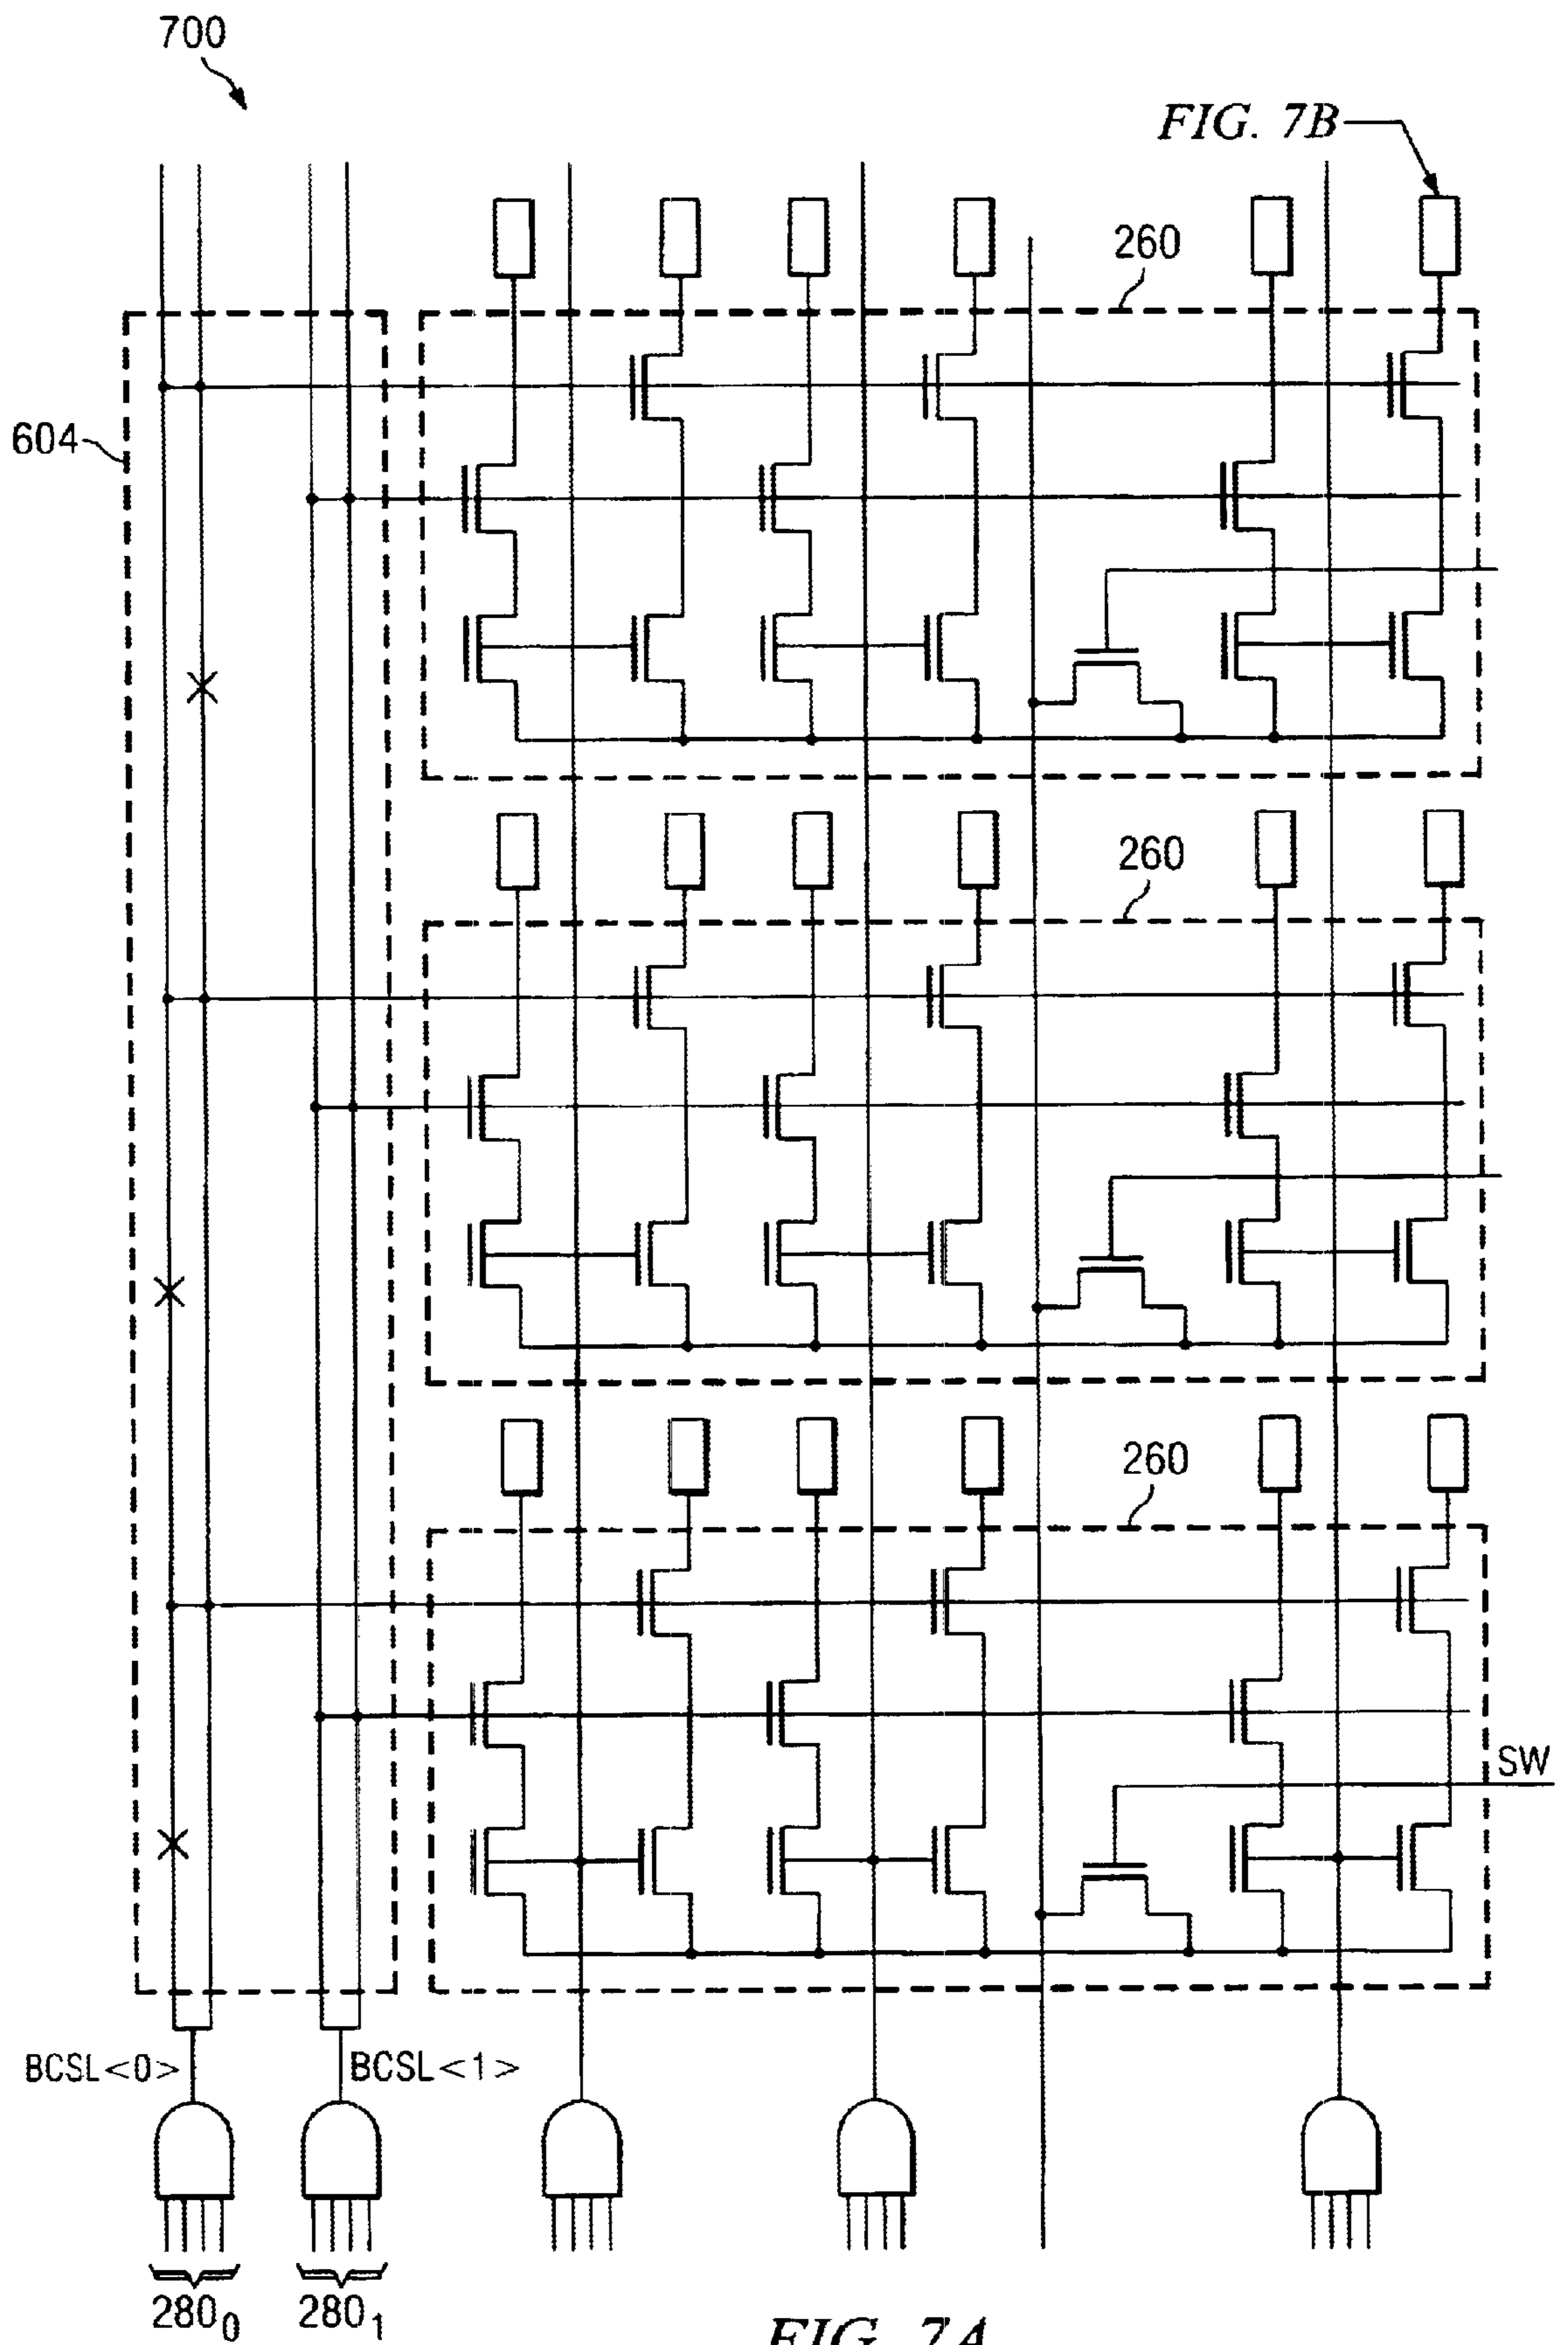 700
FIG. 7B
260
604
260
260
SW
BCSL<0>
BCSL<1>
280₀
280₁
FIG. 7A